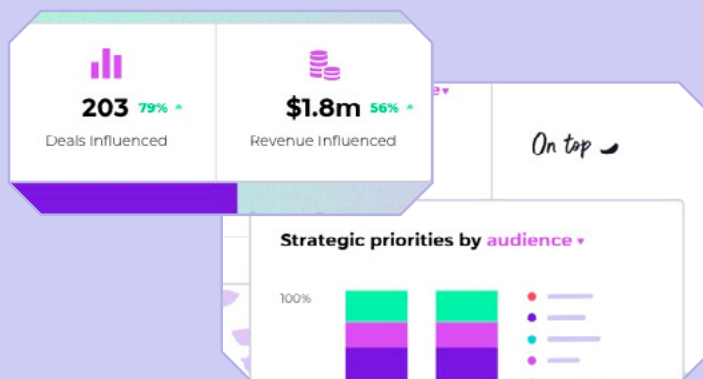 203 79%
Deals Influenced
$1.8m 56%
Revenue Influenced
On top
Strategic priorities by audience
100%